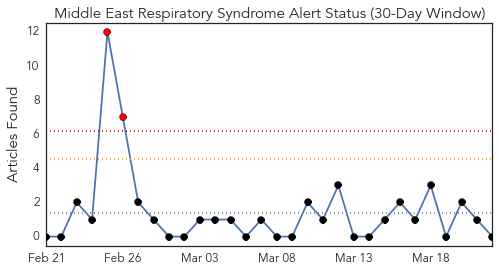 Middle East Respiratory Syndrome Alert Status (30-Day Window)
Articles Found
12
10
8
6
4
2
0
Feb 21
Feb 26
Mar 03
Mar 08
Mar 13
Mar 18